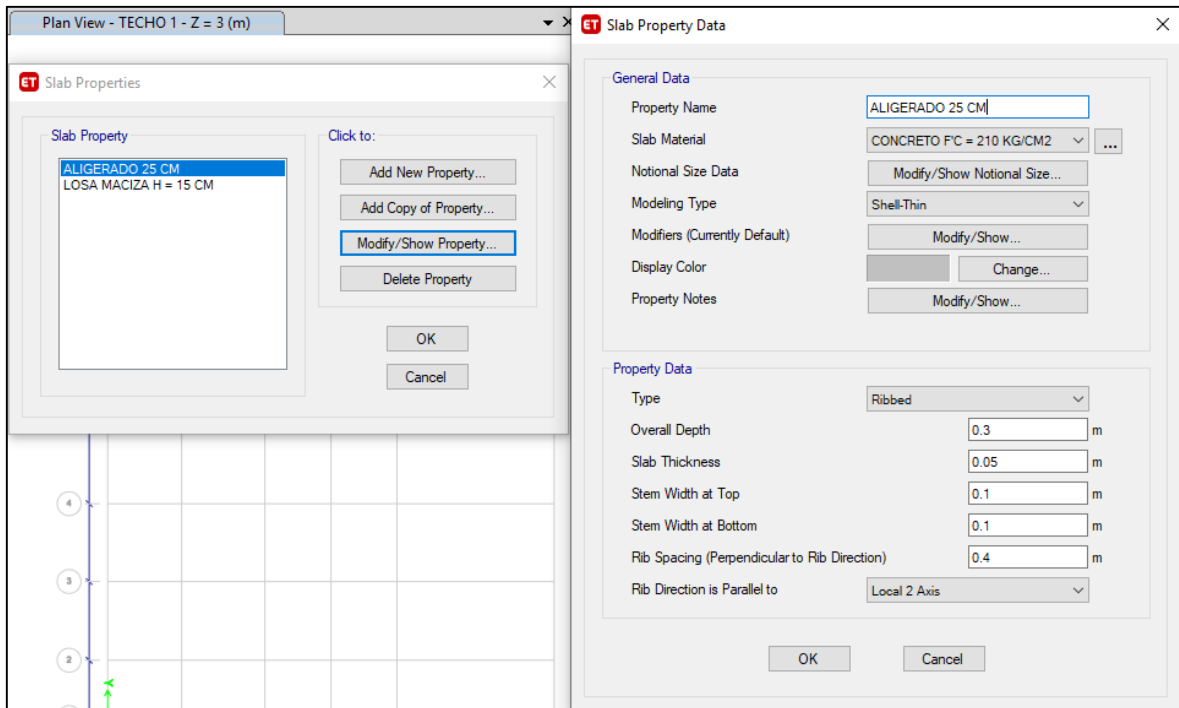 Plan View - TECHO 1 - Z = 3 (m)
ET Slab Properties
Slab Property
ALIGERADO 25 CM
LOSA MACIZA H = 15 CM
Click to:
Add New Property...
Add Copy of Property...
Modify/Show Property...
Delete Property
OK
Cancel
4
3
2
ET Slab Property Data
General Data
Property Name ALIGERADO 25 CM
Slab Material CONCRETO F'C = 210 KG/CM2 ...
Notional Size Data Modify/Show Notional Size...
Modeling Type Shell-Thin
Modifiers (Currently Default) Modify/Show...
Display Color Change...
Property Notes Modify/Show...
Property Data
Type Ribbed
Overall Depth 0.3 m
Slab Thickness 0.05 m
Stem Width at Top 0.1 m
Stem Width at Bottom 0.1 m
Rib Spacing (Perpendicular to Rib Direction) 0.4 m
Rib Direction is Parallel to Local 2 Axis
OK Cancel